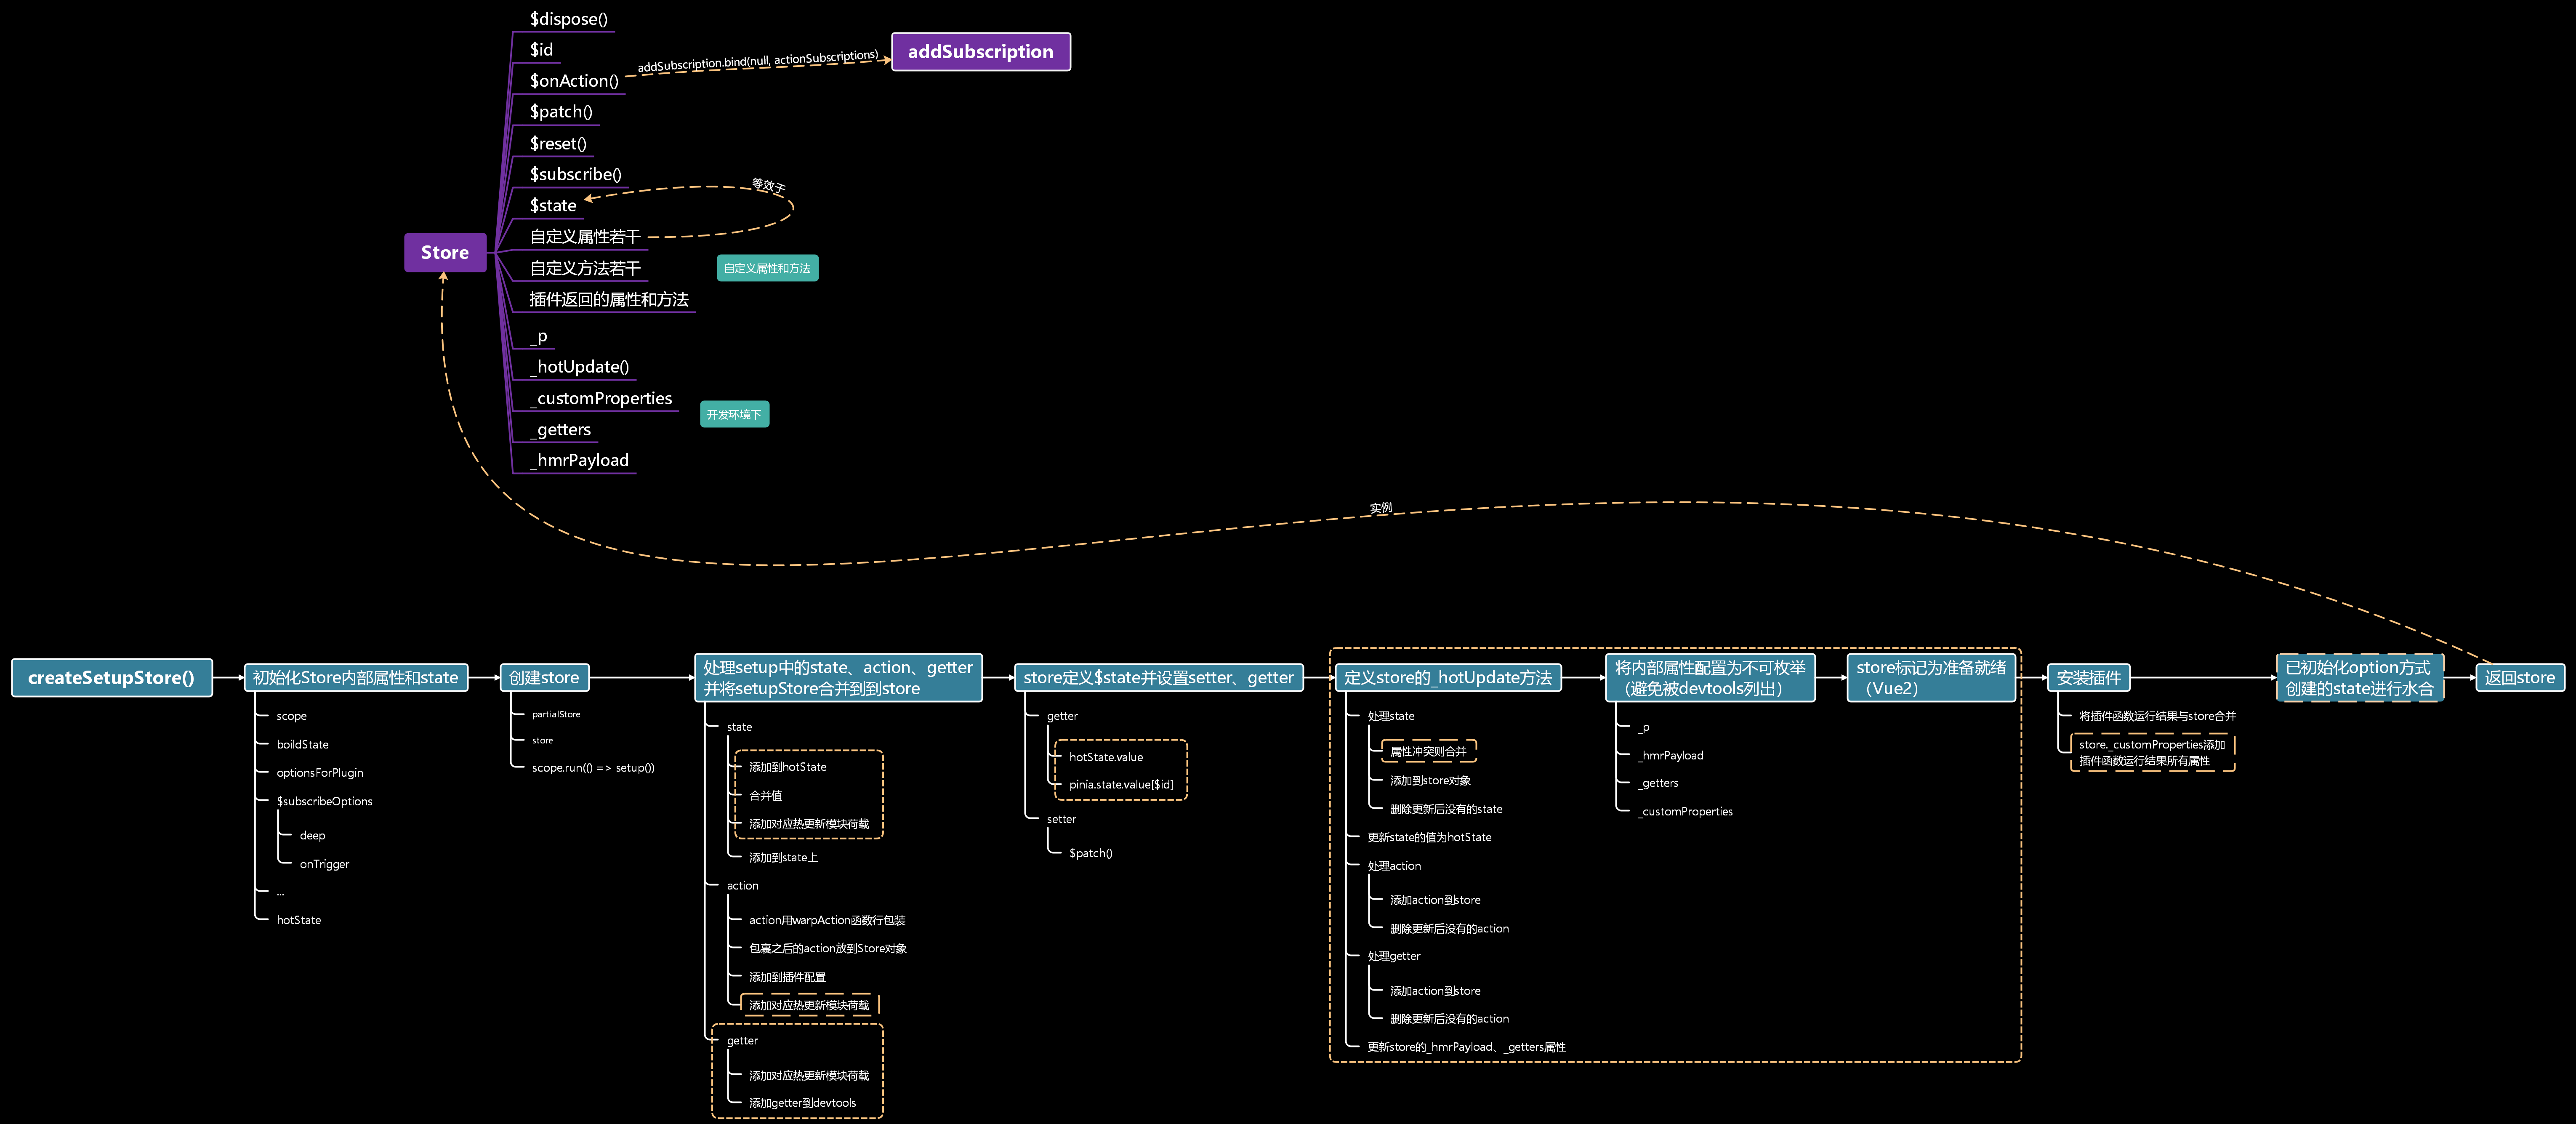 $dispose()
$id
$onAction()
addSubscription.bind(null, actionSubscriptions)
addSubscription
$patch()
$reset()
$subscribe()
等效于
$state
自定义属性若干
Store
自定义方法若干
自定义属性和方法
插件返回的属性和方法
_p
_hotUpdate()
_customProperties
开发环境下
_getters
_hmrPayload
实例
createSetupStore()
初始化Store内部属性和state
scope
boildState
optionsForPlugin
$subscribeOptions
deep
onTrigger
...
hotState
创建store
partialStore
store
scope.run(() => setup())
处理setup中的state、action、getter
并将setupStore合并到到store
state
添加到hotState
合并值
添加对应热更新模块荷载
添加到state上
action
action用warpAction函数行包装
包裹之后的action放到Store对象
添加到插件配置
添加对应热更新模块荷载
getter
添加对应热更新模块荷载
添加getter到devtools
store定义$state并设置setter、getter
getter
hotState.value
pinia.state.value[$id]
setter
$patch()
定义store的_hotUpdate方法
处理state
属性冲突则合并
添加到store对象
删除更新后没有的state
更新state的值为hotState
处理action
添加action到store
删除更新后没有的action
处理getter
添加action到store
删除更新后没有的action
更新store的_hmrPayload、_getters属性
将内部属性配置为不可枚举
（避免被devtools列出）
_p
_hmrPayload
_getters
_customProperties
store标记为准备就绪
（Vue2）
安装插件
将插件函数运行结果与store合并
store._customProperties添加
插件函数运行结果所有属性
已初始化option方式
创建的state进行水合
返回store